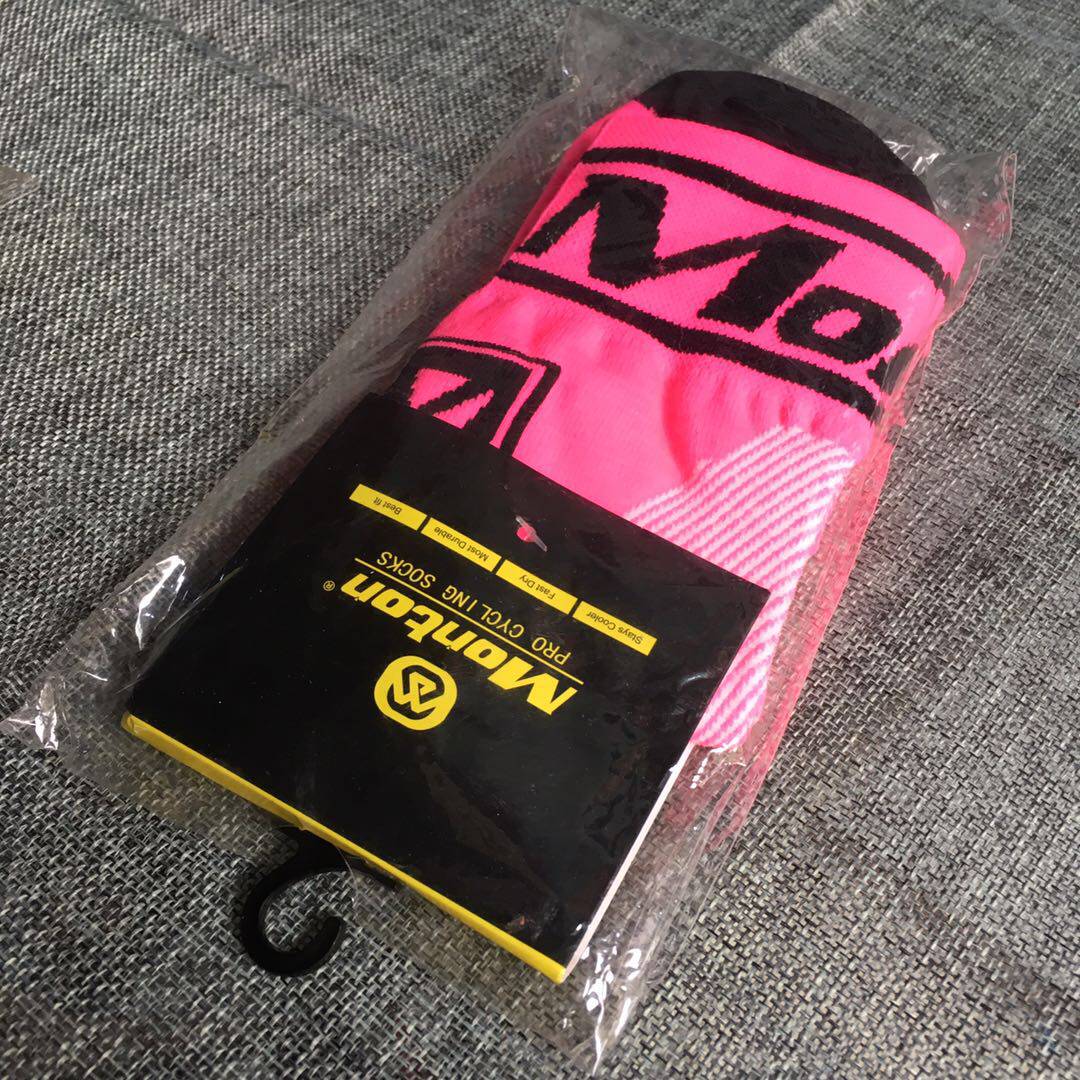 Mo
Monton®
PRO CYCLING SOCKS
Stays Cooler
Fast Dry
Most Durable
Best fit